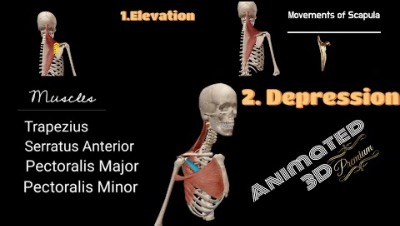 1.Elevation
Movements of Scapula
Muscles
Trapezius
Serratus Anterior
Pectoralis Major
Pectoralis Minor
2. Depression
ANIMATED
3D
Premium